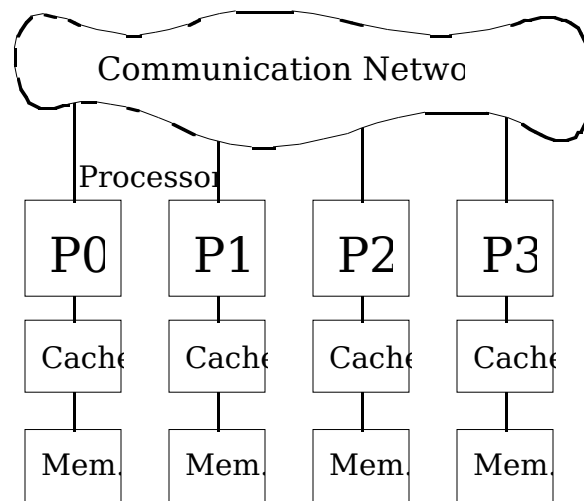 Communication Netwo
Processor
P0 P1 P2 P3
Cache Cache Cache Cache
Mem. Mem. Mem. Mem.